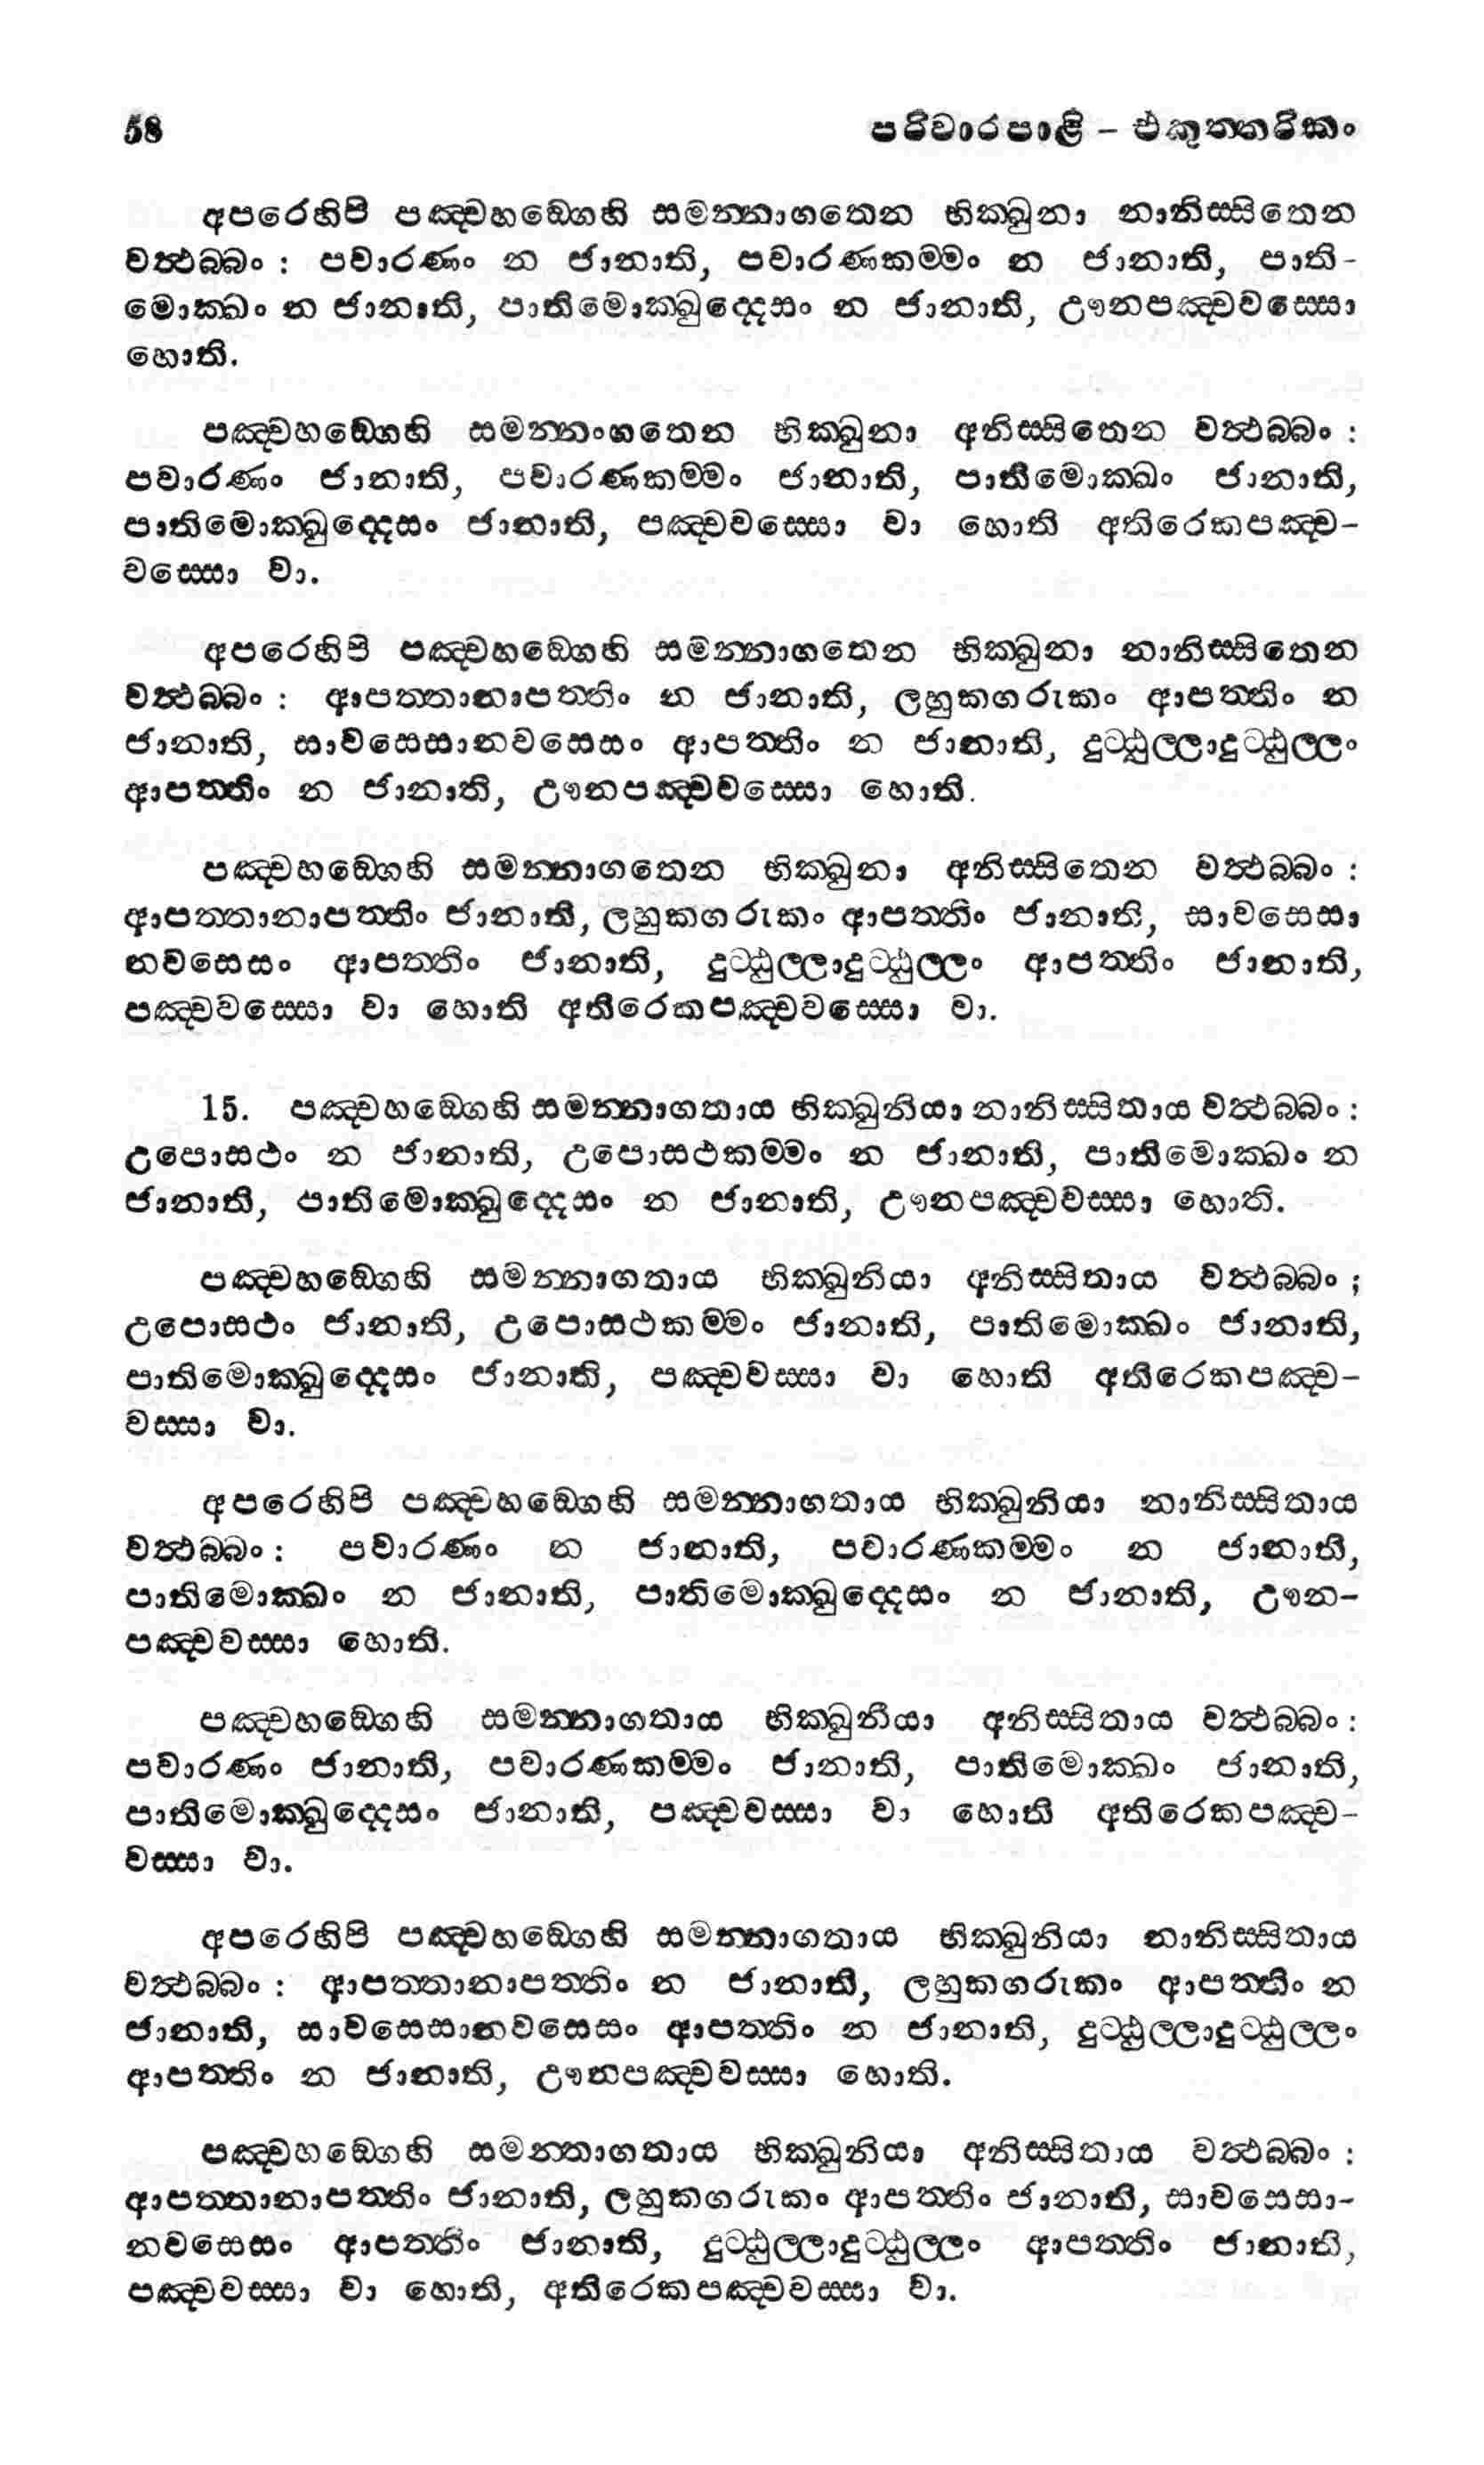 58 පරිවාරපාළි – එකුත්තරිකං
අපරෙහිපි පඤ්චහඞ්ගෙහි සමන්නාගතෙන භික්ඛුනා නානිස්සිතෙන
වත්ථබ්බං : පවාරණං න ජානාති, පවාරණකම්මං න ජානාති, පාති-
මොක්ඛං න ජානාති, පාතිමොක්ඛුද්දෙසං න ජානාති, ඌනපඤ්චවස්සො
හොති.
පඤ්චහඞ්ගෙහි සමන්නංගතෙන භික්ඛුනා අනිස්සිතෙන වත්ථබ්බං :
පවාරණං ජානාති, පවාරණකම්මං ජානාති, පාතිමොක්ඛං ජානාති,
පාතිමොක්ඛුද්දෙසං ජානාති, පඤ්චවස්සො වා හොති අතිරෙකපඤ්ච-
වස්සො වා.
අපරෙහිපි පඤ්චහඞ්ගෙහි සමන්නාගතෙන භික්ඛුනා නානිස්සිතෙන
වත්ථබ්බං : ආපත්තානාපත්තිං න ජානාති, ලහුකගරුකං ආපත්තිං න
ජානාති, සාවසෙසානවසෙසං ආපත්තිං න ජානාති, දුට්ඨුල්ලාදුට්ඨුල්ලං
ආපත්තිං න ජානාති, ඌනපඤ්චවස්සො හොති.
පඤ්චහඞ්ගෙහි සමන්නාගතෙන භික්ඛුනා අනිස්සිතෙන වත්ථබ්බං :
ආපත්තානාපත්තිං ජානාති, ලහුකගරුකං ආපත්තිං ජානාති, සාවසෙසා
නවසෙසං ආපත්තිං ජානාති, දුට්ඨුල්ලාදුට්ඨුල්ලං ආපත්තිං ජානාති,
පඤ්චවස්සො වා හොති අතිරෙකපඤ්චවස්සො වා.
15. පඤ්චහඞ්ගෙහි සමන්නාගතාය භික්ඛුනියා නානිස්සිතාය වත්ථබ්බං :
උපොසථං න ජානාති, උපොසථකම්මං න ජානාති, පාතිමොක්ඛං න
ජානාති, පාතිමොක්ඛුද්දෙසං න ජානාති, ඌනපඤ්චවස්සා හොති.
පඤ්චහඞ්ගෙහි සමන්නාගතාය භික්ඛුනියා අනිස්සිතාය වත්ථබ්බං ;
උපොසථං ජානාති, උපොසථකම්මං ජානාති, පාතිමොක්ඛං ජානාති,
පාතිමොක්ඛුද්දෙසං ජානාති, පඤ්චවස්සා වා හොති අතිරෙකපඤ්ච-
වස්සා වා.
අපරෙහිපි පඤ්චහඞ්ගෙහි සමන්නාගතාය භික්ඛුනියා නානිස්සිතාය
වත්ථබ්බං : පවාරණං න ජානාති, පවාරණකම්මං න ජානාති,
පාතිමොක්ඛං න ජානාති, පාතිමොක්ඛුද්දෙසං න ජානාති, ඌන-
පඤ්චවස්සා හොති.
පඤ්චහඞ්ගෙහි සමන්නාගතාය භික්ඛුනීයා අනිස්සිතාය වත්ථබ්බං :
පවාරණං ජානාති, පවාරණකම්මං ජානාති, පාතිමොක්ඛං ජානාති,
පාතිමොක්ඛුද්දෙසං ජානාති, පඤ්චවස්සා වා හොති අතිරෙකපඤ්ච-
වස්සා වා.
අපරෙහිපි පඤ්චහඞ්ගෙහි සමන්නාගතාය භික්ඛුනියා නානිස්සිතාය
වත්ථබ්බං : ආපත්තානාපත්තිං න ජානාති, ලහුකගරුකං ආපත්තිං න
ජානාති, සාවසෙසානවසෙසං ආපත්තිං න ජානාති, දුට්ඨුල්ලාදුට්ඨුල්ලං
ආපත්තිං න ජානාති, ඌනපඤ්චවස්සා හොති.
පඤ්චහඞ්ගෙහි සමන්නාගතාය භික්ඛුනියා අනිස්සිතාය වත්ථබ්බං :
ආපත්තානාපත්තිං ජානාති, ලහුකගරුකං ආපත්තිං ජානාති, සාවසෙසා-
නවසෙසං ආපත්තිං ජානාති, දුට්ඨුල්ලාදුට්ඨුල්ලං ආපත්තිං ජානාති,
පඤ්චවස්සා වා හොති, අතිරෙකපඤ්චවස්සා වා.